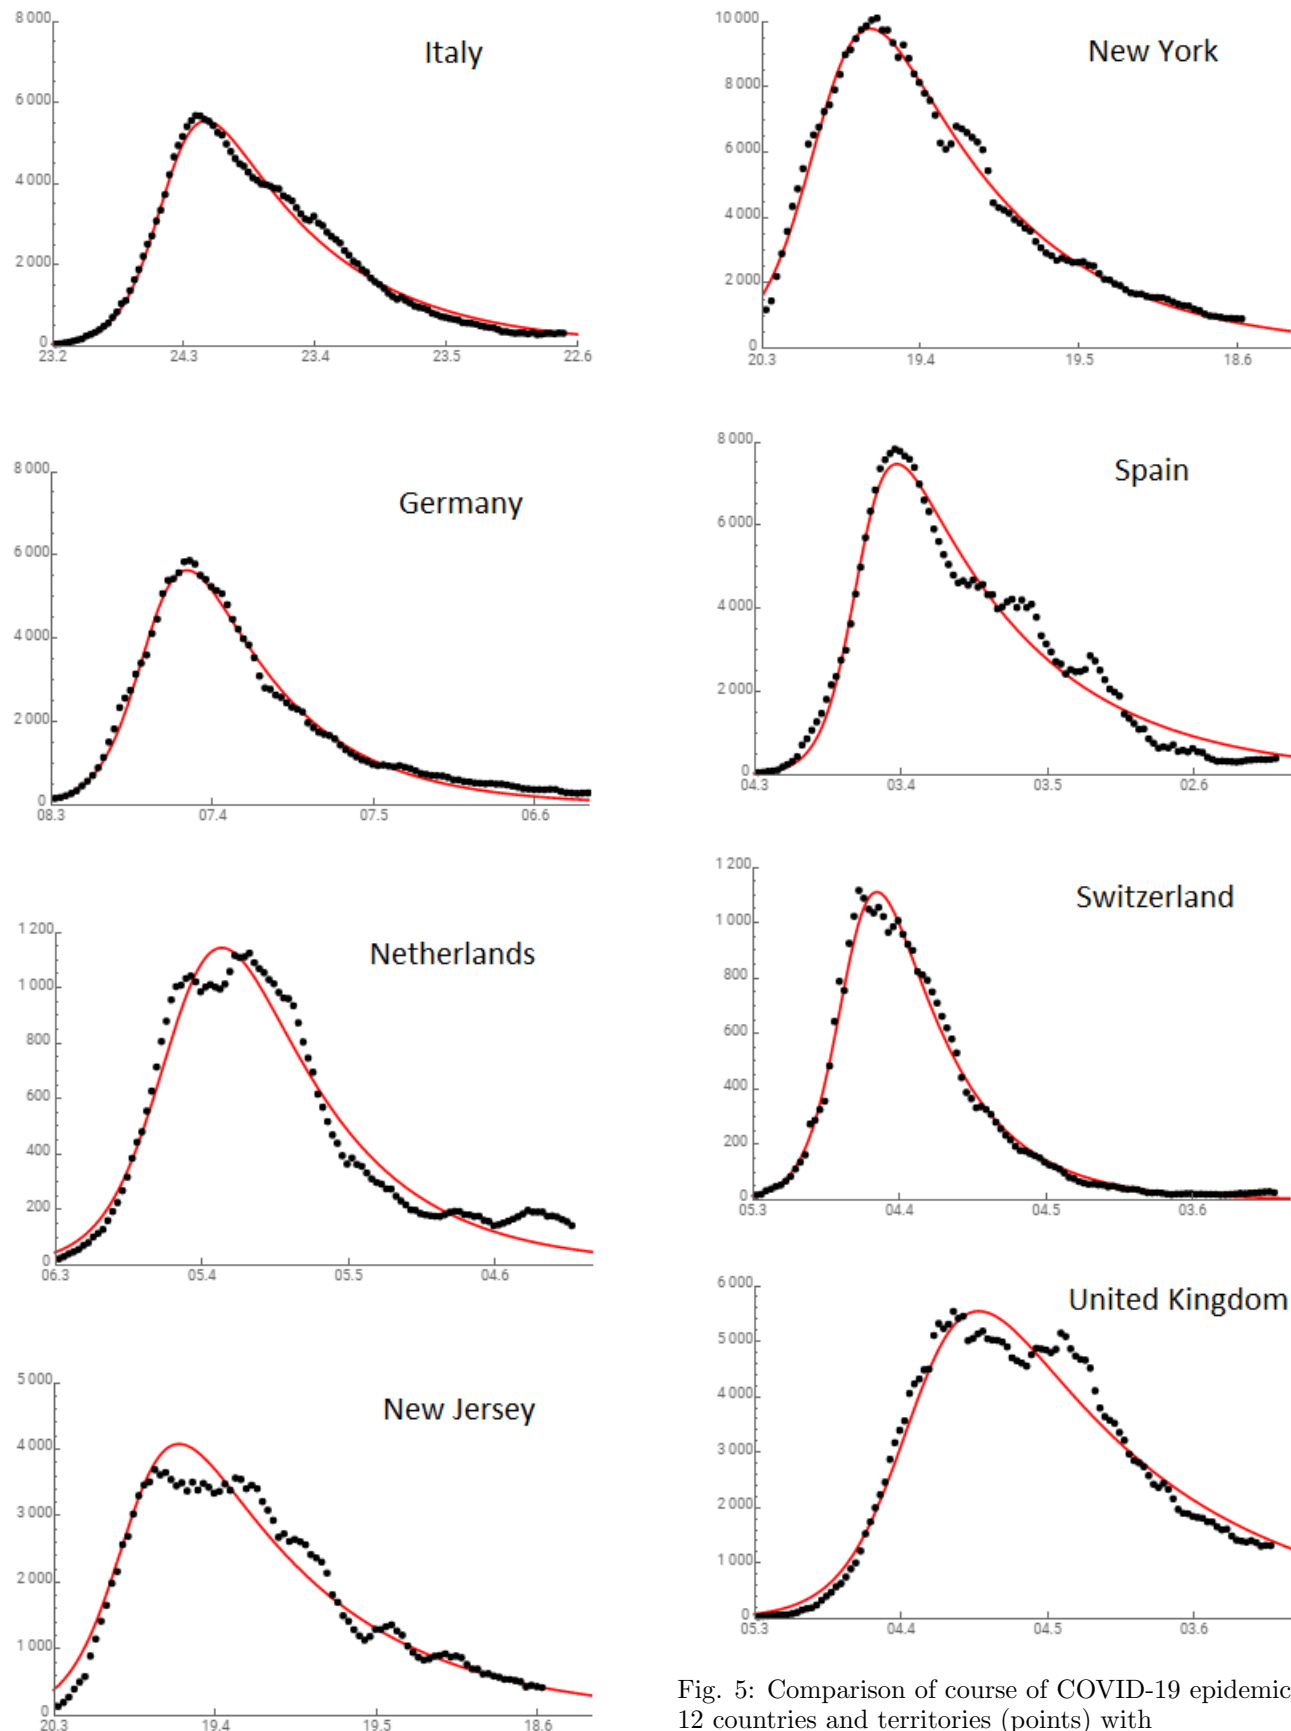 Italy
8 000
6 000
4 000
2 000
0
23.2 24.3 23.4 23.5 22.6
Germany
8 000
6 000
4 000
2 000
0
08.3 07.4 07.5 06.6
Netherlands
1 200
1 000
800
600
400
200
0
06.3 05.4 05.5 04.6
New Jersey
5 000
4 000
3 000
2 000
1 000
0
20.3 19.4 19.5 18.6
New York
10 000
8 000
6 000
4 000
2 000
0
20.3 19.4 19.5 18.6
Spain
8 000
6 000
4 000
2 000
0
04.3 03.4 03.5 02.6
Switzerland
1 200
1 000
800
600
400
200
0
05.3 04.4 04.5 03.6
United Kingdom
6 000
5 000
4 000
3 000
2 000
1 000
0
05.3 04.4 04.5 03.6
Fig. 5: Comparison of course of COVID-19 epidemic
12 countries and territories (points) with